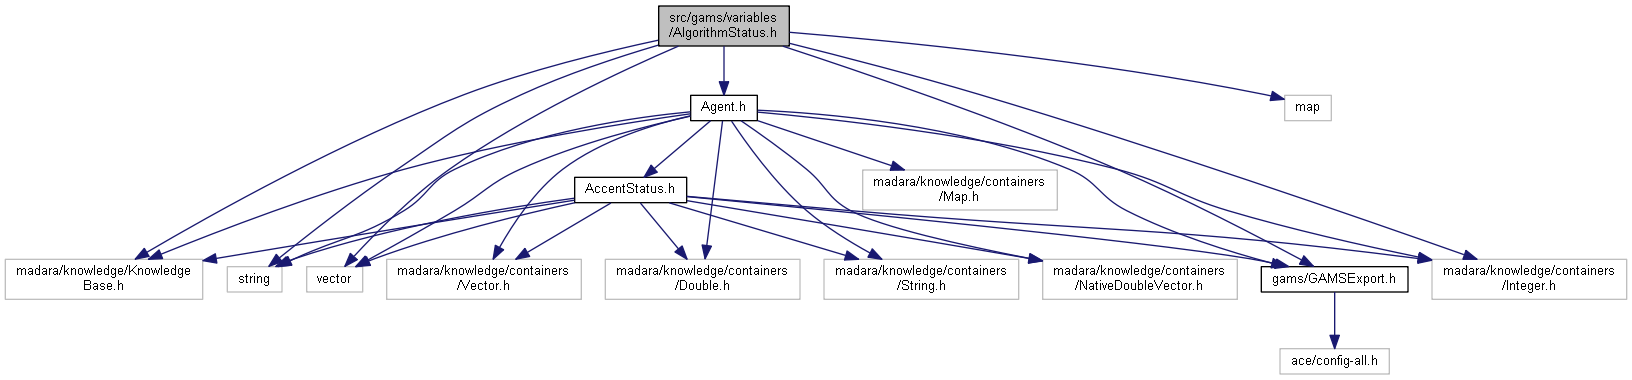 src/gams/variables
/AlgorithmStatus.h
Agent.h
map
AccentStatus.h
madara/knowledge/containers
/Map.h
madara/knowledge/Knowledge
Base.h
string
vector
madara/knowledge/containers
/Vector.h
madara/knowledge/containers
/Double.h
madara/knowledge/containers
/String.h
madara/knowledge/containers
/NativeDoubleVector.h
gams/GAMSExport.h
madara/knowledge/containers
/Integer.h
ace/config-all.h